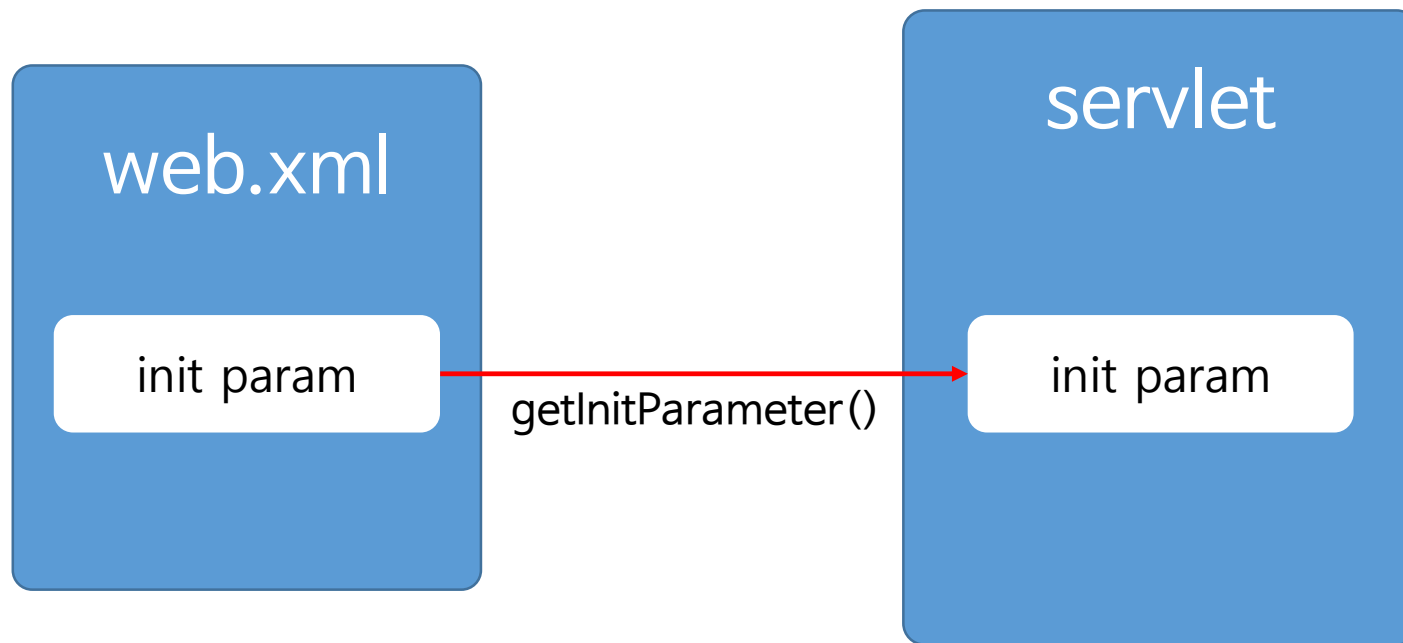 web.xml
init param
getInitParameter()
servlet
init param